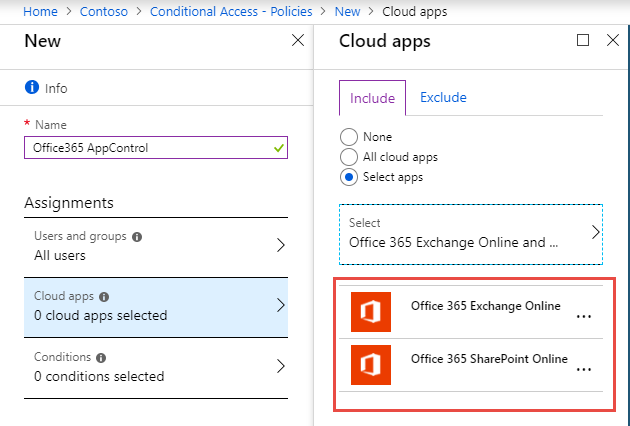 Home > Contoso > Conditional Access - Policies > New > Cloud apps
New
Info
* Name
Office365 AppControl
Assignments
Users and groups
All users
Cloud apps
0 cloud apps selected
Conditions
0 conditions selected
Cloud apps
Include
Exclude
None
All cloud apps
Select apps
Select
Office 365 Exchange Online and ...
Office 365 Exchange Online
...
Office 365 SharePoint Online
...